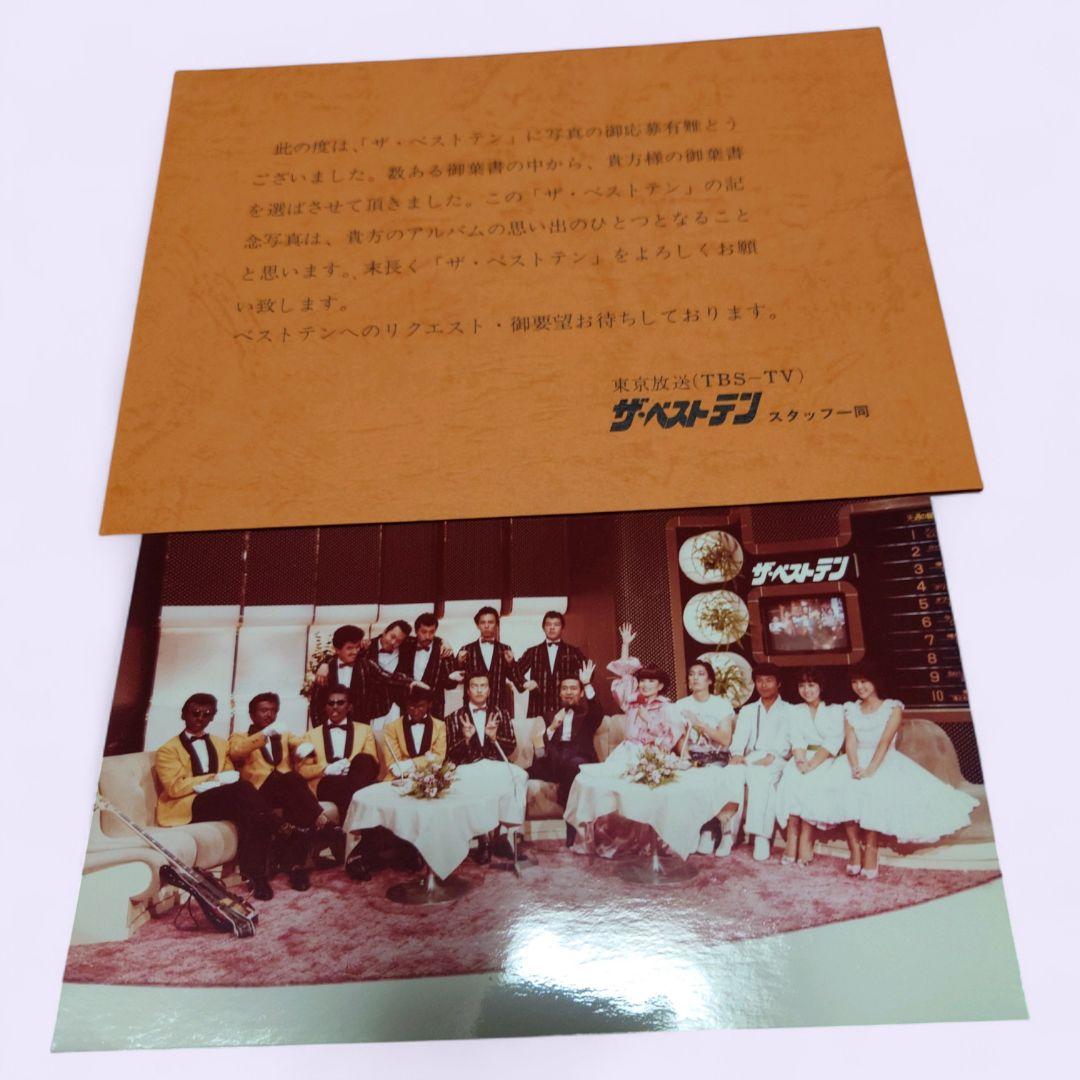 此の度は、「ザ・ベストテン」に写真の御応募有難とう
ございました。数ある御葉書の中から、貴方様の御葉書
を選ばさせて頂きました。この「ザ・ベストテン」の記
念写真は、貴方のアルバムの思い出のひとつとなること
と思います。、末長く「ザ・ベストテン」をよろしくお願
い致します。
ベストテンへのリクエスト・御要望お待ちしております。
東京放送(TBS-TV)
ザ・ベストテン スタッフ一同
ザ・ベストテン
1
2
3
4
5
6
7
8
9
10